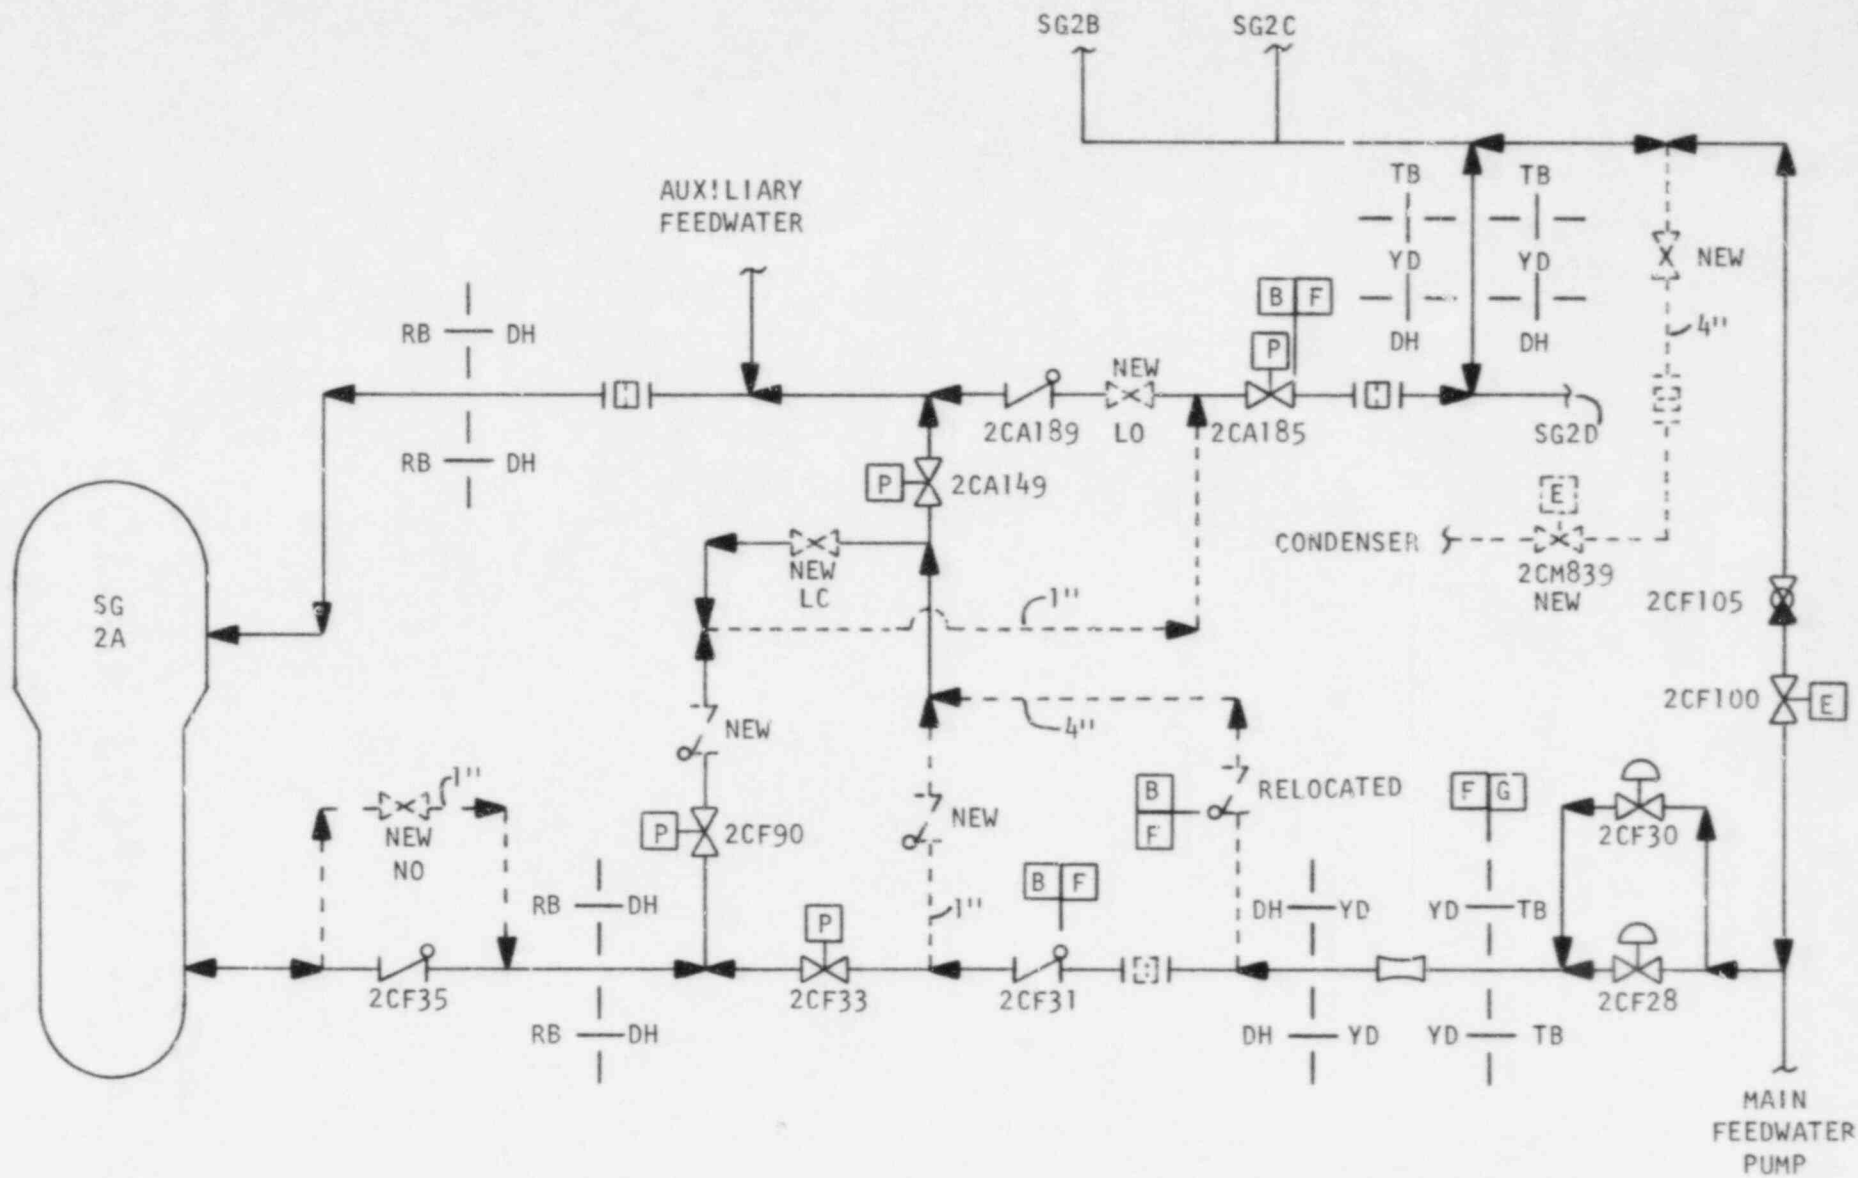 SG2B SG2C
TB TB
AUXILIARY
FEEDWATER
YD YD NEW
B F
4"
RB DH
P
DH DH
NEW
2CA189 LO 2CA185 SG2D
RB DH
P 2CA149
E
CONDENSER
NEW
LC
2CM839
NEW
1"
2CF105
SG
2A
2CF100 E
NEW
4"
1"
B
F
RELOCATED
F G
NEW
NO
P 2CF90
NEW
2CF30
B F
RB DH
P
1"
DH YD
YD TB
2CF35
2CF33
2CF31
2CF28
RB DH
DH YD
YD TB
MAIN
FEEDWATER
PUMP